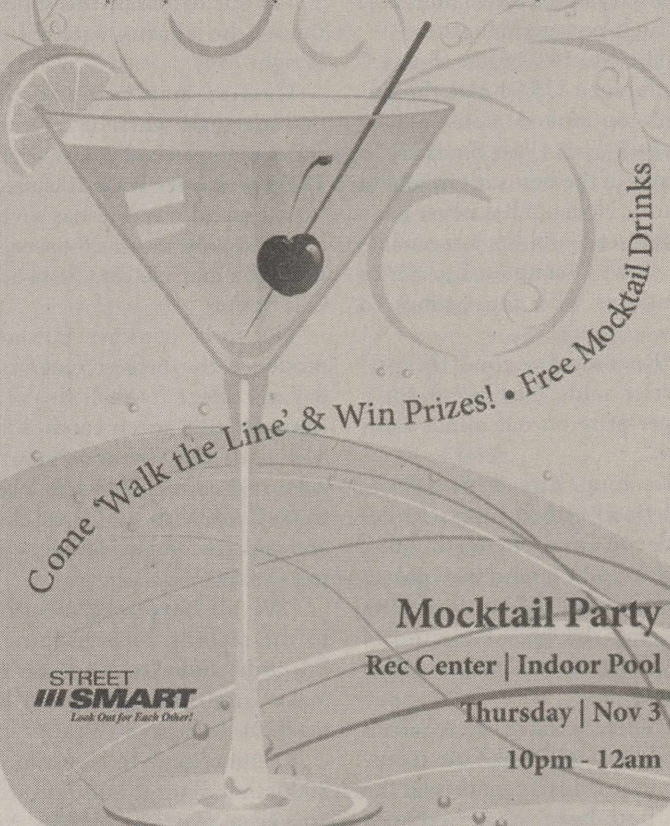 Come ‘Walk the Line’ & Win Prizes! • Free Mocktail Drinks
Mocktail Party
Rec Center | Indoor Pool
Thursday | Nov 3
10pm - 12am
STREET
SMART
Look Out for Each Other!